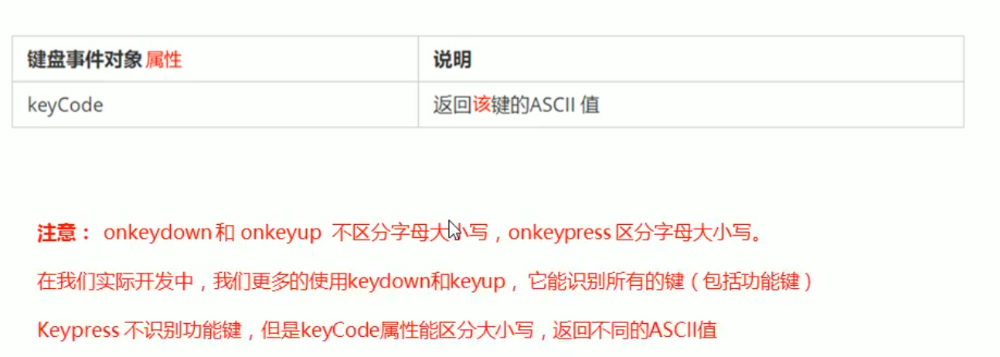 键盘事件对象 属性 说明
keyCode 返回该键的ASCII 值
注意： onkeydown 和 onkeyup 不区分字母大小写，onkeypress 区分字母大小写。
在我们实际开发中，我们更多的使用keydown和keyup， 它能识别所有的键（包括功能键）
Keypress 不识别功能键，但是keyCode属性能区分大小写，返回不同的ASCII值